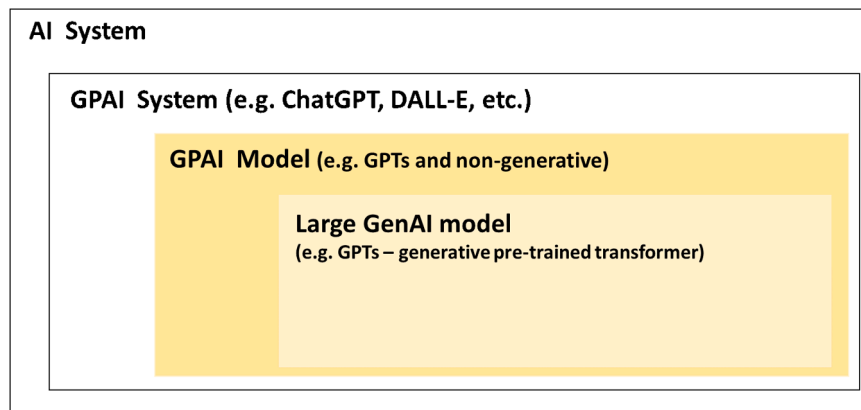 AI System
GPAI System (e.g. ChatGPT, DALL-E, etc.)
GPAI Model (e.g. GPTs and non-generative)
Large GenAI model
(e.g. GPTs – generative pre-trained transformer)